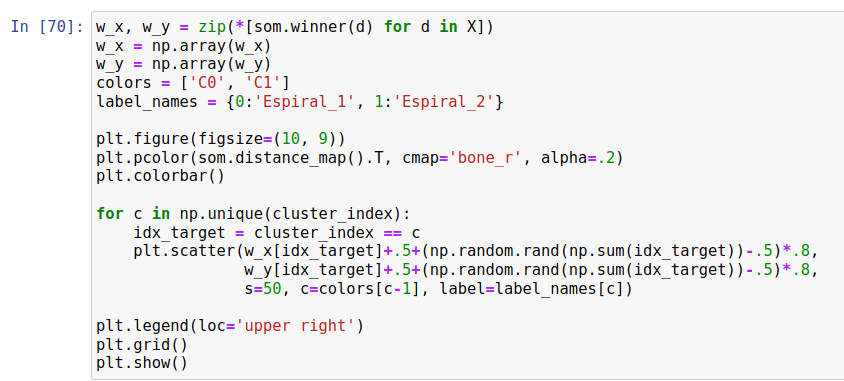 In [70]: w_x, w_y = zip(*[som.winner(d) for d in X])
w_x = np.array(w_x)
w_y = np.array(w_y)
colors = ['C0', 'C1']
label_names = {0:'Espiral_1', 1:'Espiral_2'}

plt.figure(figsize=(10, 9))
plt.pcolor(som.distance_map().T, cmap='bone_r', alpha=.2)
plt.colorbar()

for c in np.unique(cluster_index):
    idx_target = cluster_index == c
    plt.scatter(w_x[idx_target]+.5+(np.random.rand(np.sum(idx_target))-.5)*.8,
                w_y[idx_target]+.5+(np.random.rand(np.sum(idx_target))-.5)*.8,
                s=50, c=colors[c-1], label=label_names[c])

plt.legend(loc='upper right')
plt.grid()
plt.show()